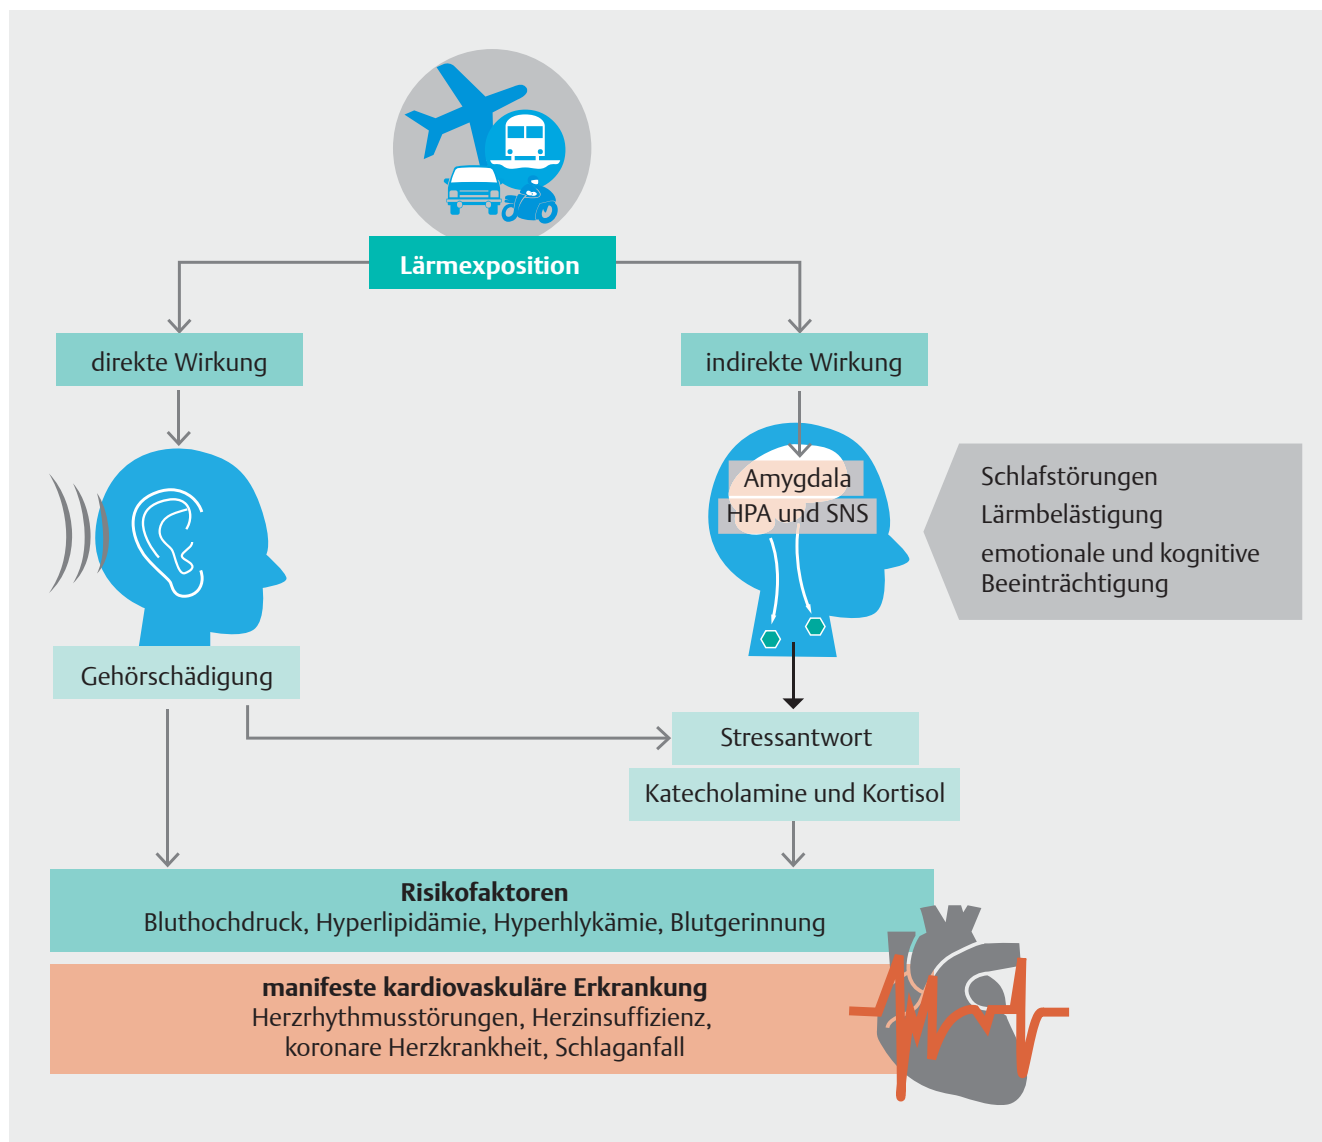 Lärmexposition
direkte Wirkung
indirekte Wirkung
Amygdala
HPA und SNS
Schlafstörungen
Lärmbelästigung
emotionale und kognitive
Beeinträchtigung
Gehörschädigung
Stressantwort
Katecholamine und Kortisol
Risikofaktoren
Bluthochdruck, Hyperlipidämie, Hyperhlykämie, Blutgerinnung
manifeste kardiovaskuläre Erkrankung
Herzrhythmusstörungen, Herzinsuffizienz,
koronare Herzkrankheit, Schlaganfall